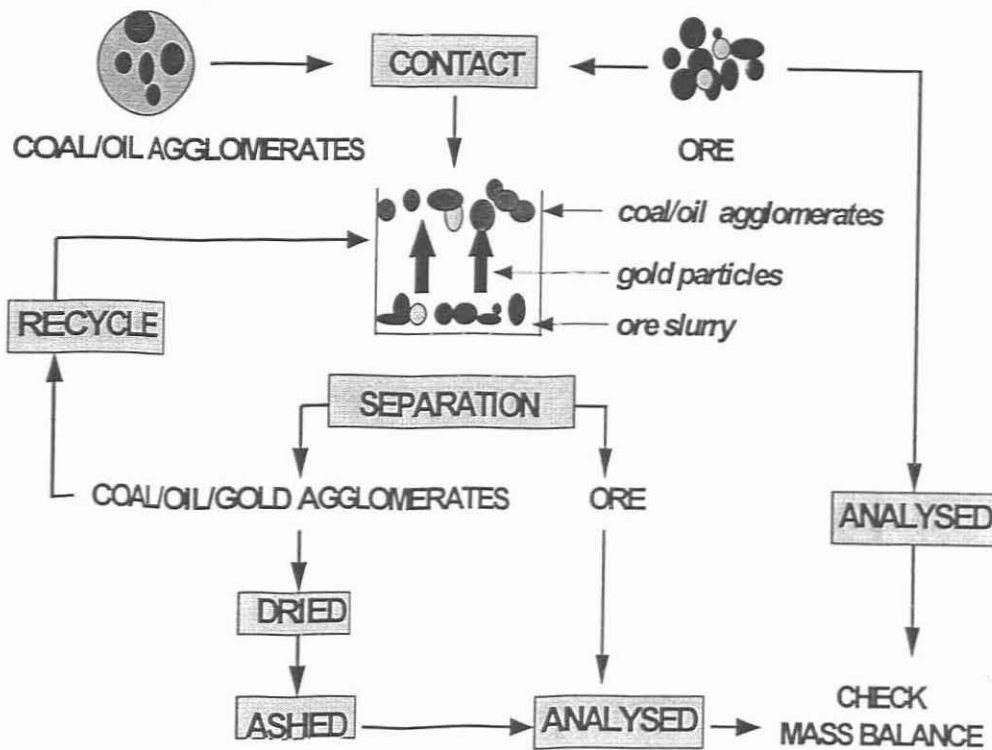 CONTACT
COAL/OIL AGGLOMERATES
ORE
coal/oil agglomerates
gold particles
ore slurry
RECYCLE
SEPARATION
COAL/OIL/GOLD AGGLOMERATES
ORE
ANALYSED
DRIED
ASHED
ANALYSED
CHECK
MASS BALANCE